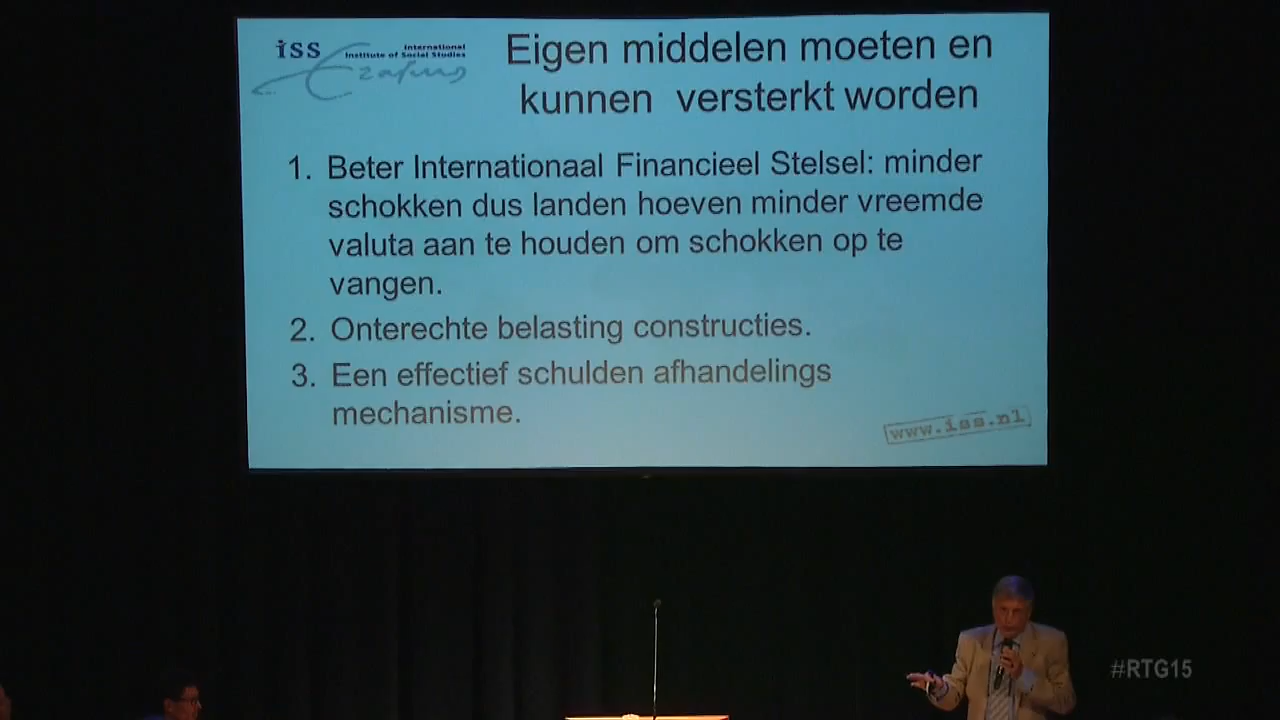 iss
International
Institute of Social Studies
Erasmus
Eigen middelen moeten en
kunnen versterkt worden
1. Beter Internationaal Financieel Stelsel: minder
schokken dus landen hoeven minder vreemde
valuta aan te houden om schokken op te
vangen.
2. Onterechte belasting constructies.
3. Een effectief schulden afhandelings
mechanisme.
www.iss.nl
#RTG15